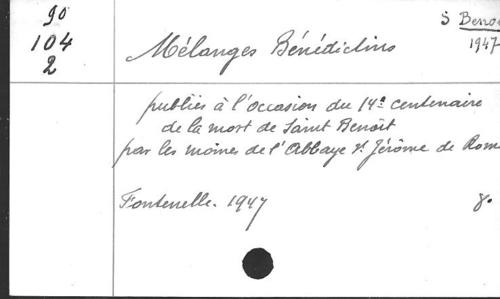 90
104
2
S Beno
1947
Mélanges Bénédictins
publiés à l'occasion du 14e centenaire
de la mort de Saint Benoît
par les moines de l'Abbaye St Jérôme de Rom
Fontenelle. 1947
8°